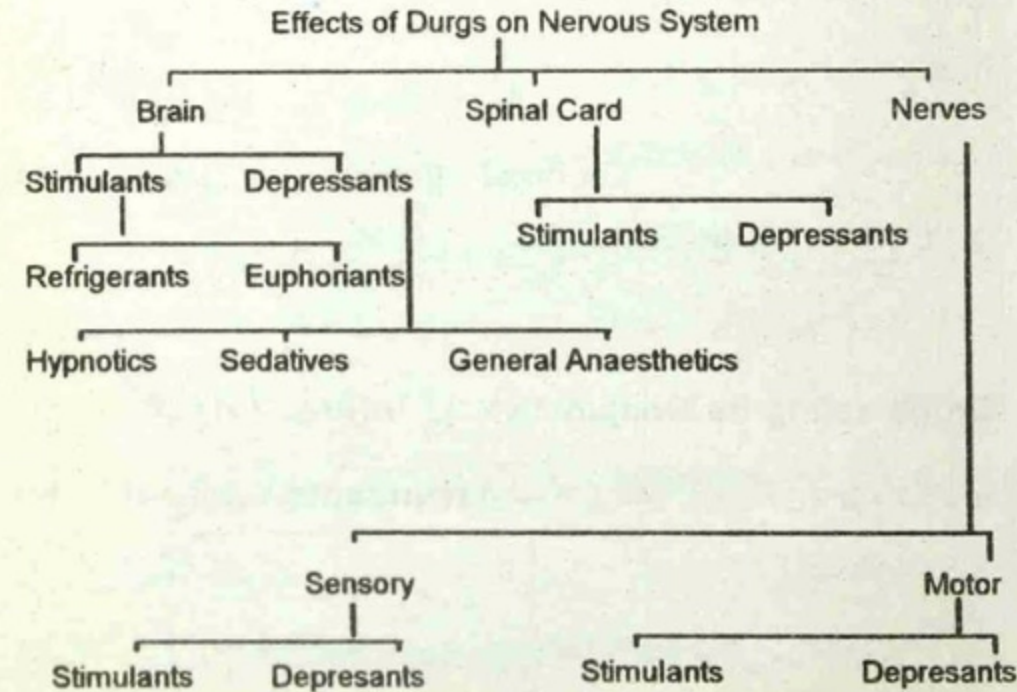 Effects of Durgs on Nervous System
Brain Spinal Card Nerves
Stimulants Depressants
Stimulants Depressants
Refrigerants Euphoriants
Hypnotics Sedatives General Anaesthetics
Sensory Motor
Stimulants Depresants Stimulants Depresants